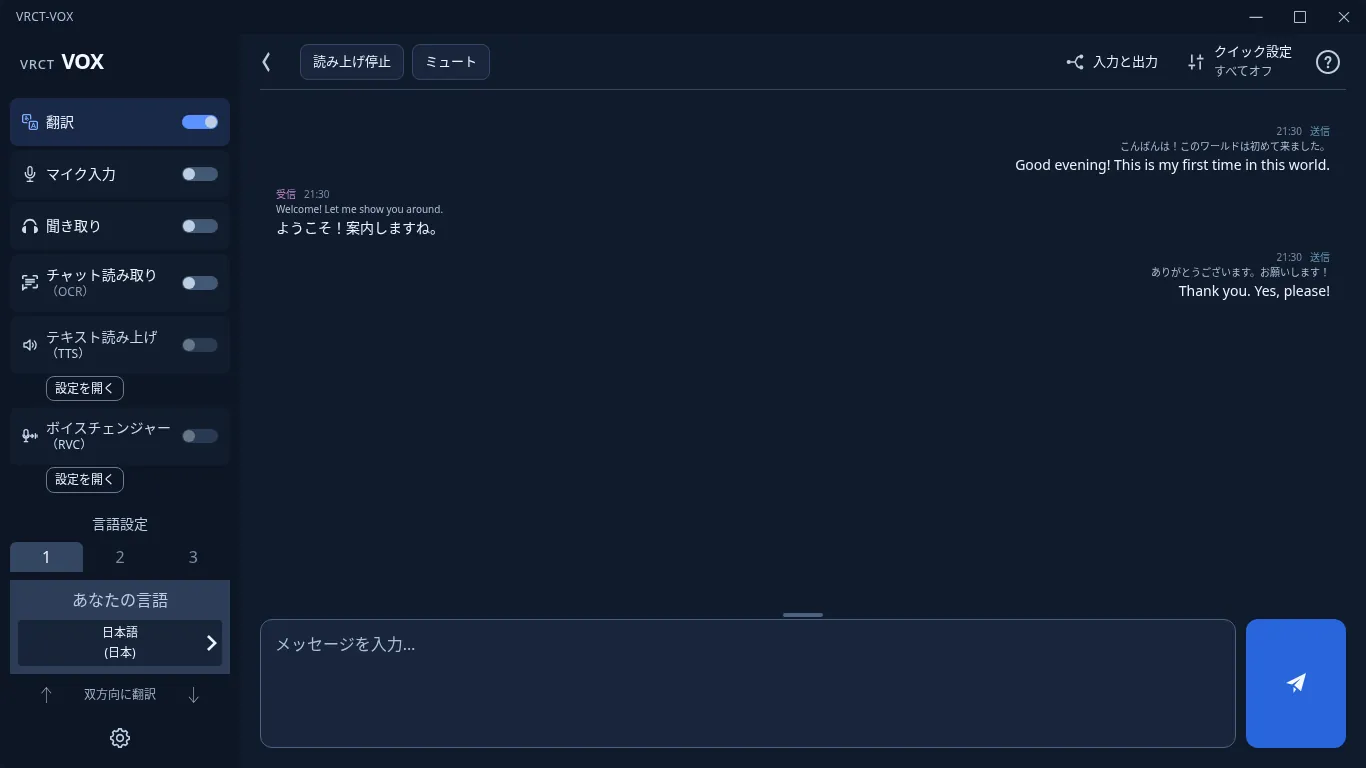 VRCT-VOX
VRCT VOX
翻訳
マイク入力
聞き取り
チャット読み取り
（OCR）
テキスト読み上げ
（TTS）
設定を開く
ボイスチェンジャー
（RVC）
設定を開く
言語設定
1 2 3
あなたの言語
日本語
(日本)
双方向に翻訳
読み上げ停止 ミュート
入力と出力
クイック設定
すべてオフ
?
21:30 送信
こんばんは！このワールドは初めて来ました。
Good evening! This is my first time in this world.
受信 21:30
Welcome! Let me show you around.
ようこそ！案内しますね。
21:30 送信
ありがとうございます。お願いします！
Thank you. Yes, please!
メッセージを入力...